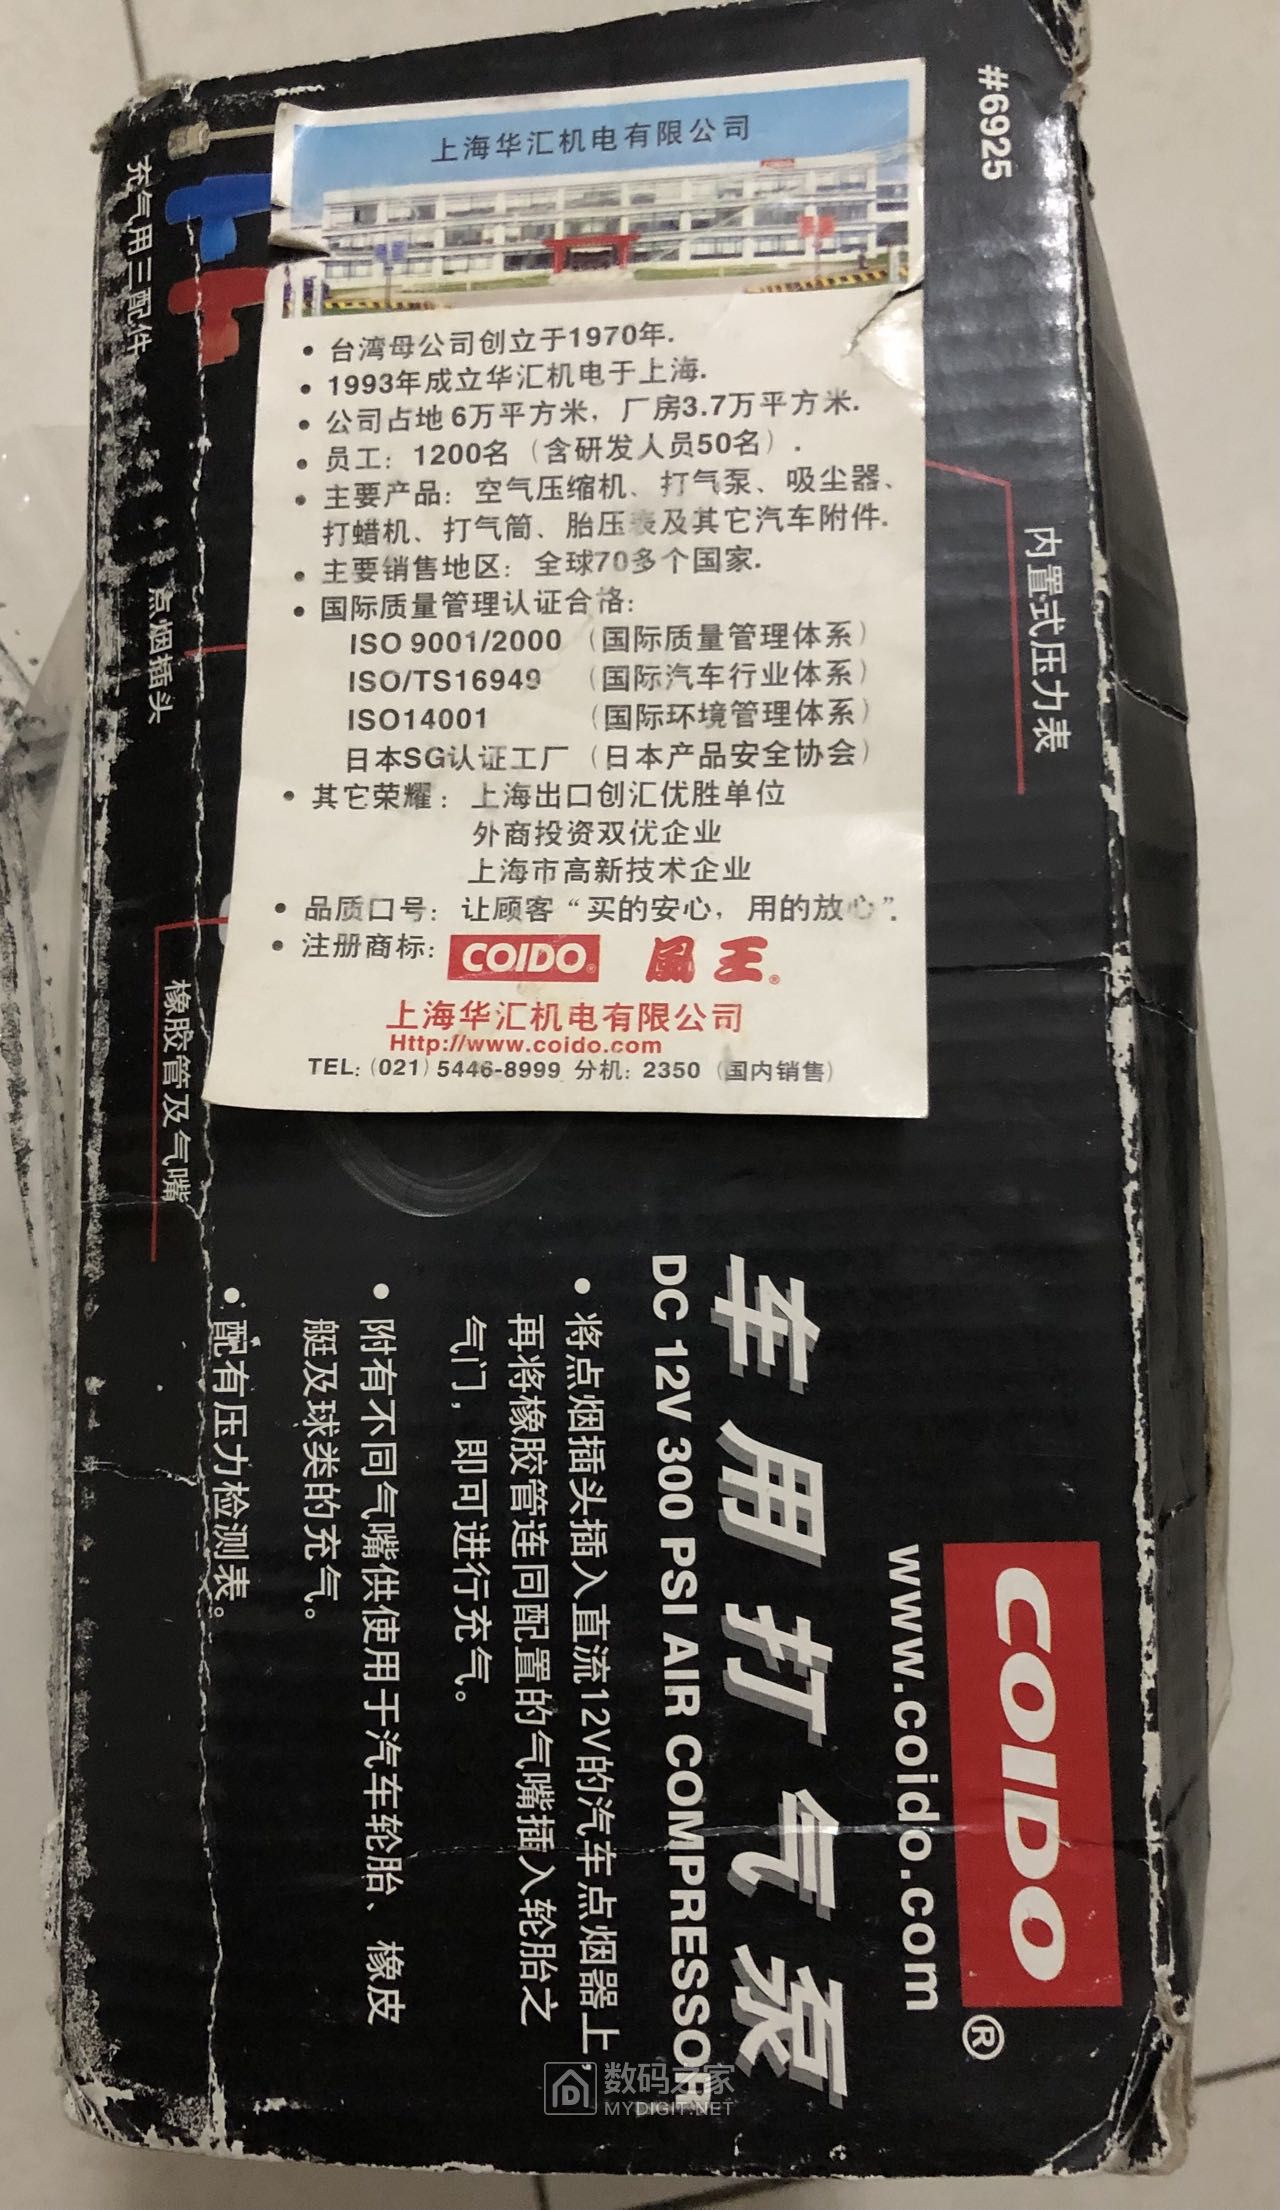 #6925
上海华汇机电有限公司
• 台湾母公司创立于1970年.
• 1993年成立华汇机电于上海.
• 公司占地6万平方米，厂房3.7万平方米.
• 员工：1200名（含研发人员50名）.
• 主要产品：空气压缩机、打气泵、吸尘器、
打蜡机、打气筒、胎压表及其它汽车附件.
• 主要销售地区：全球70多个国家.
• 国际质量管理认证合格：
ISO 9001/2000（国际质量管理体系）
ISO/TS16949（国际汽车行业体系）
ISO14001（国际环境管理体系）
日本SG认证工厂（日本产品安全协会）
• 其它荣耀：上海出口创汇优胜单位
外商投资双优企业
上海市高新技术企业
• 品质口号：让顾客“买的安心，用的放心”.
• 注册商标：COIDO® 風王®
上海华汇机电有限公司
Http://www.coido.com
TEL:(021)5446-8999 分机：2350（国内销售）
内置式压力表
充气用三配件
点烟插头
橡胶管及气嘴
COIDO®
www.coido.com
车用打气泵
DC 12V 300 PSI AIR COMPRESSOR
• 将点烟插头插入直流12V的汽车点烟器上，
再将橡胶管连同配置的气嘴插入轮胎之
气门，即可进行充气。
• 附有不同气嘴供使用于汽车轮胎、橡皮
艇及球类的充气。
• 配有压力检测表。
数码之家
MYDIGIT.NET